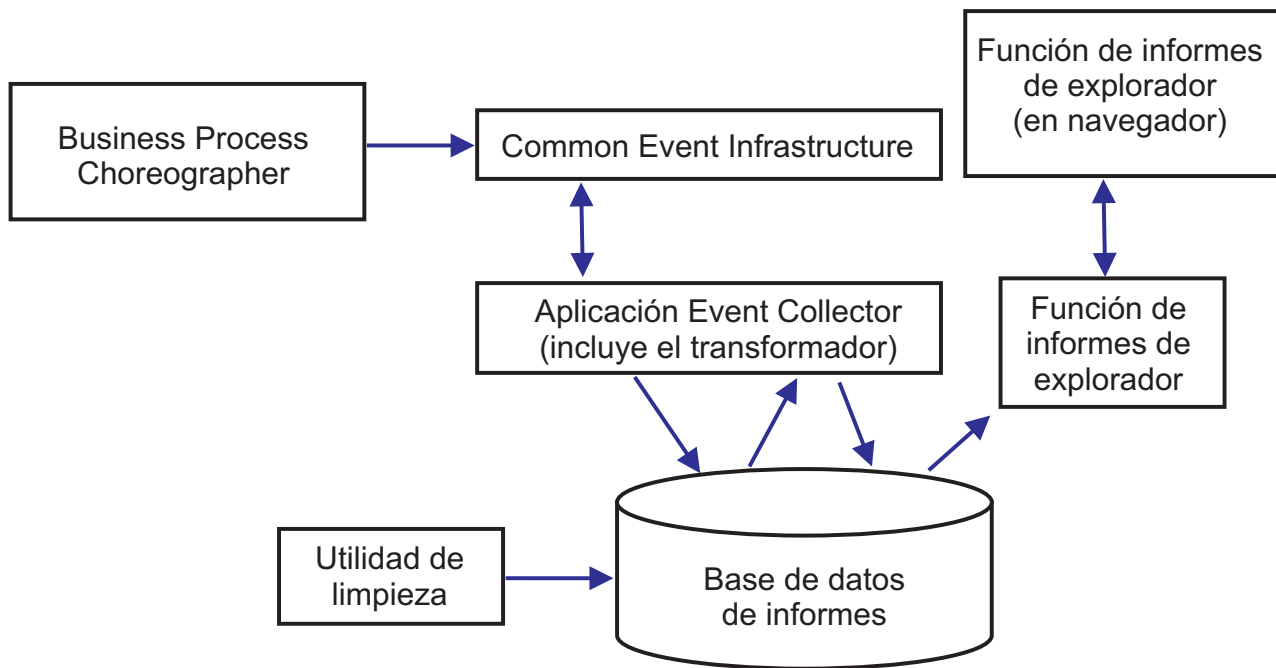 Business Process
Choreographer
Common Event Infrastructure
Función de informes
de explorador
(en navegador)
Aplicación Event Collector
(incluye el transformador)
Función de
informes de
explorador
Utilidad de
limpieza
Base de datos
de informes